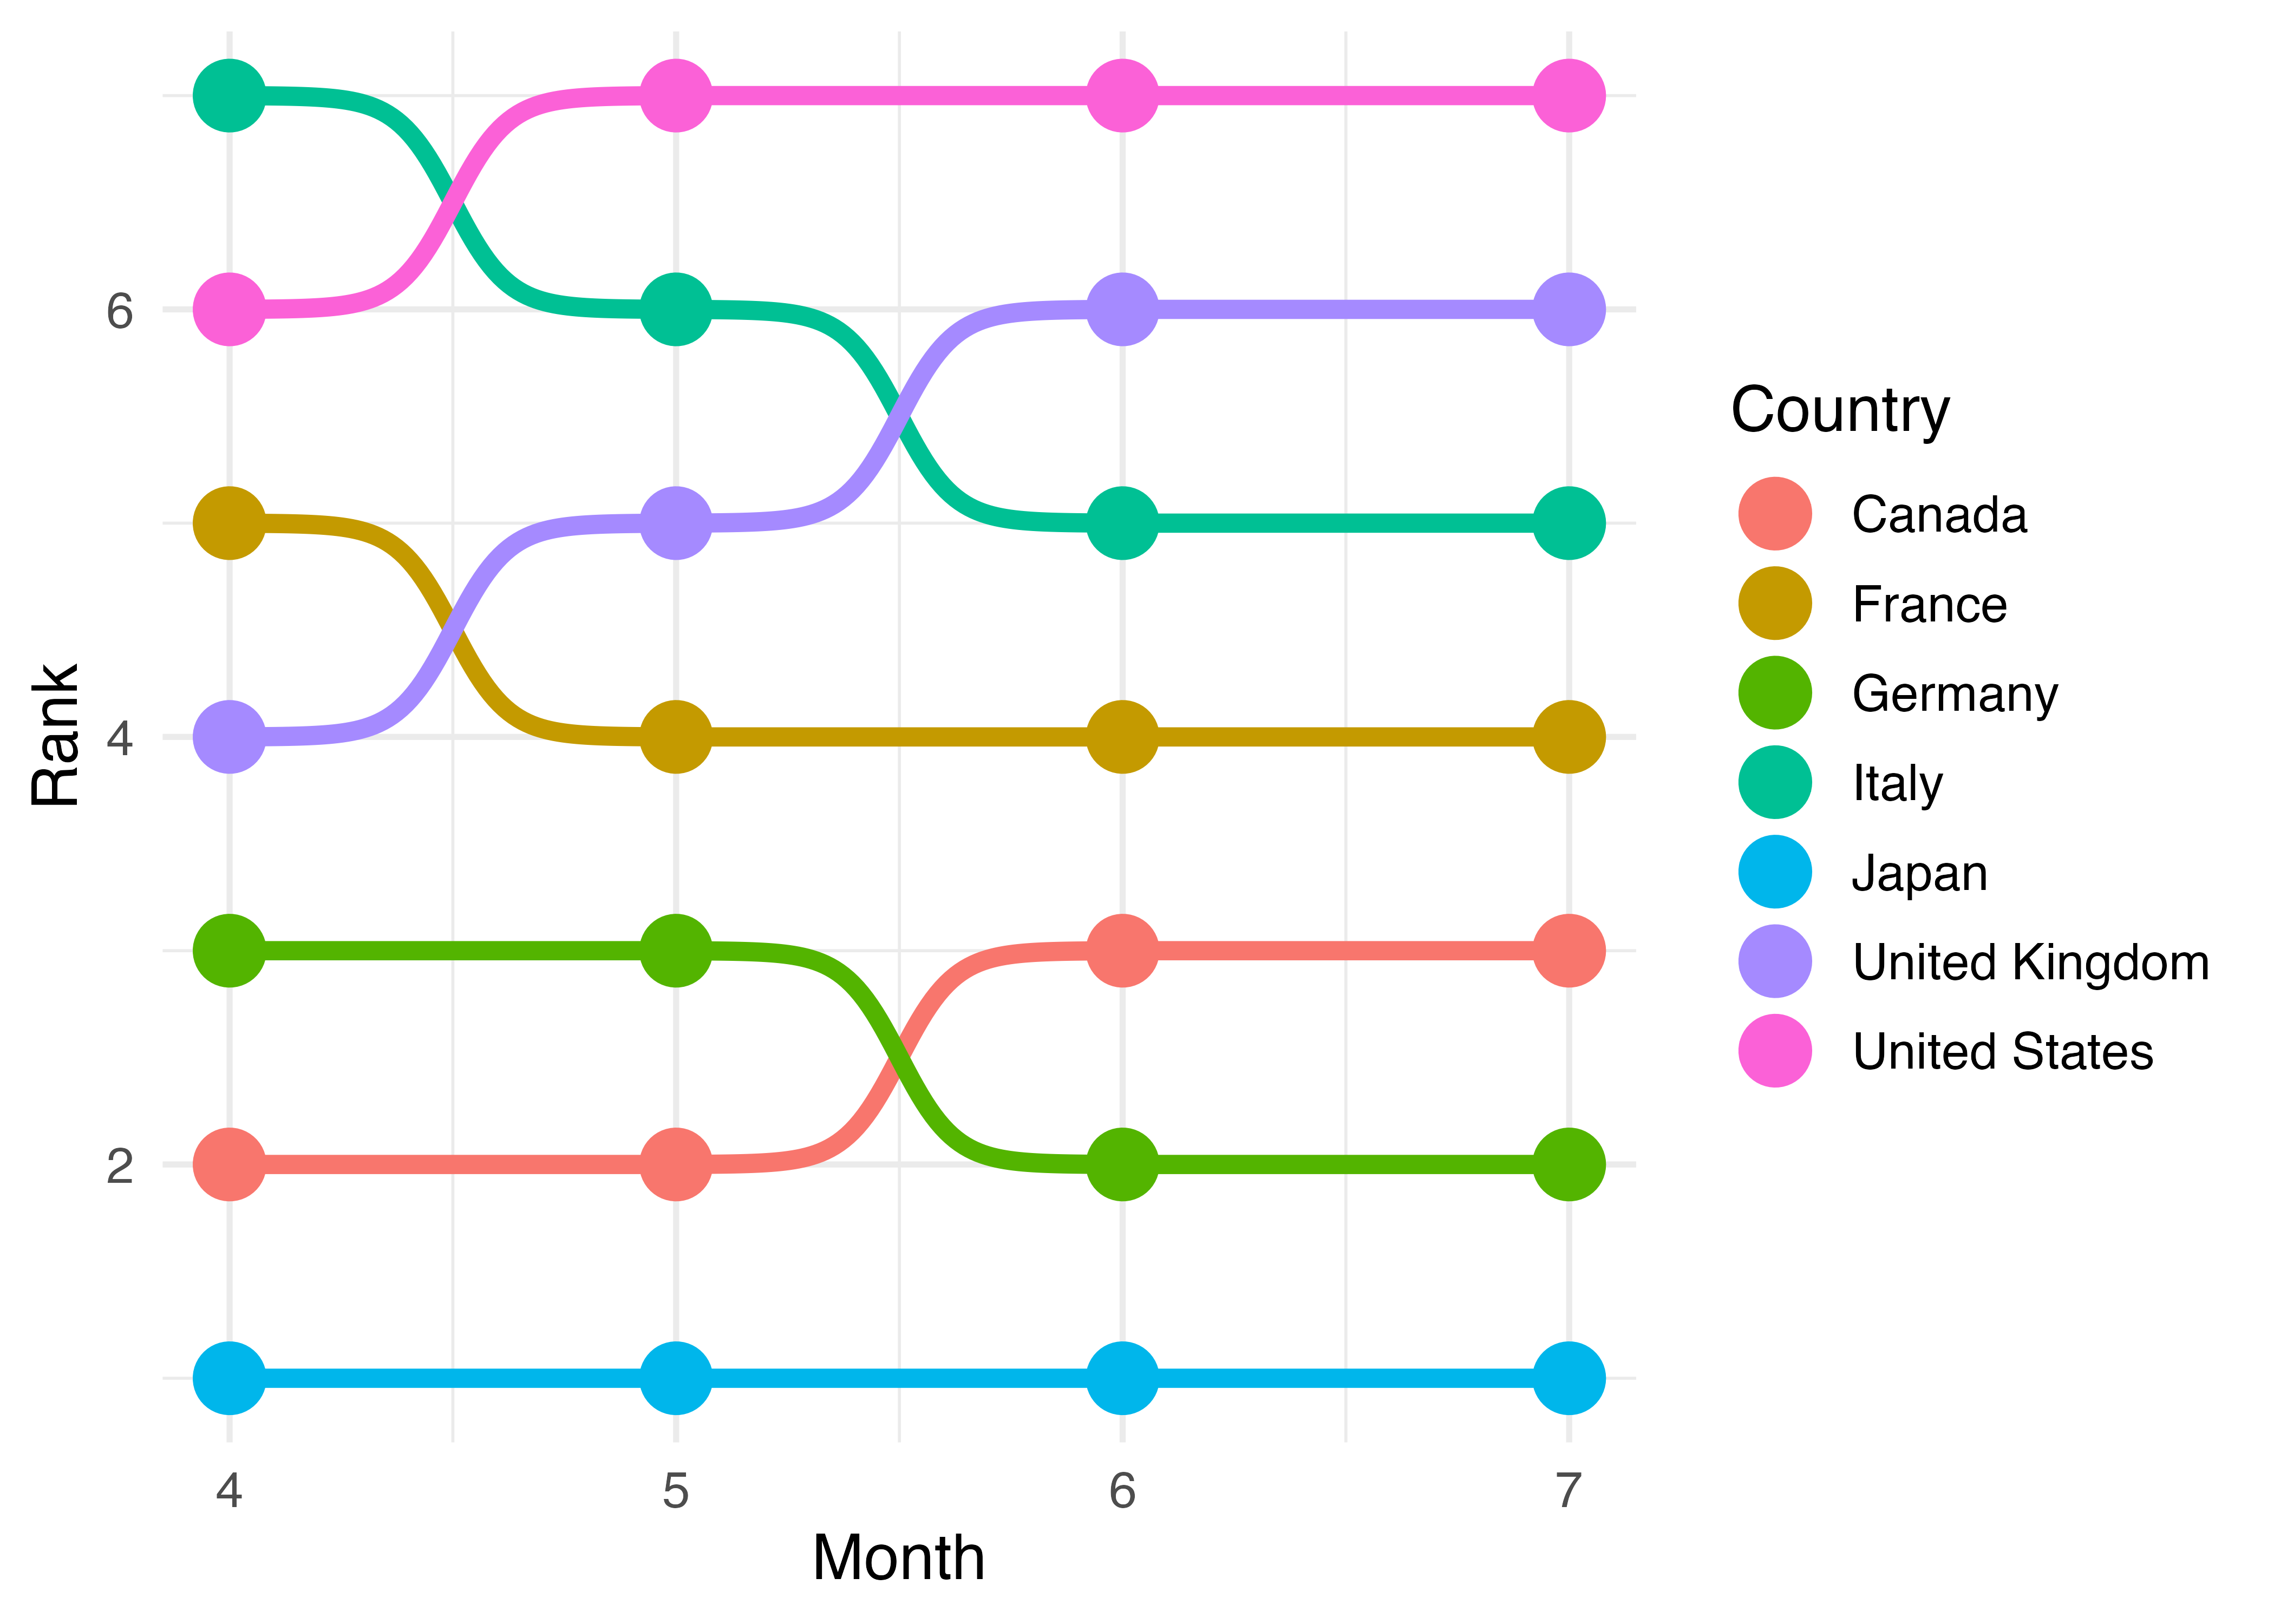 Rank
6
4
2
4 5 6 7
Month
Country
Canada
France
Germany
Italy
Japan
United Kingdom
United States